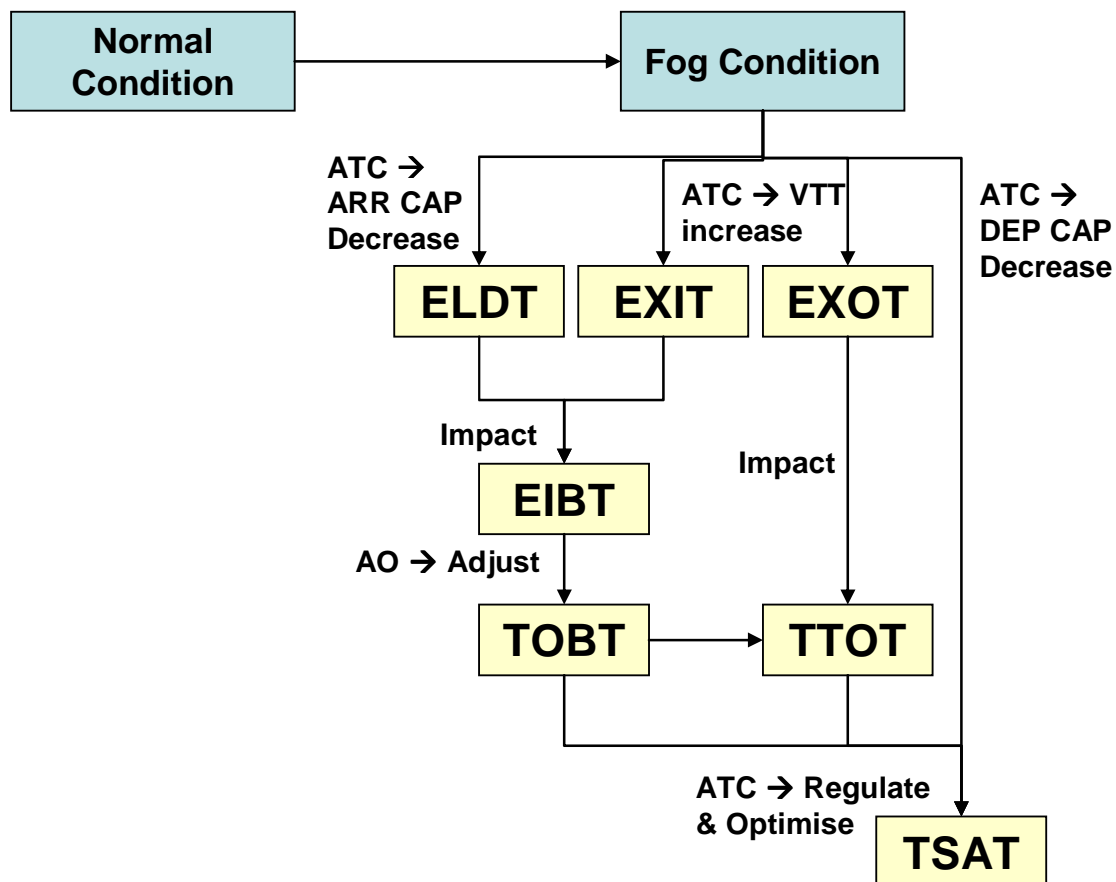 Normal
Condition
Fog Condition
ATC →
ARR CAP
Decrease
ATC → VTT
increase
ATC →
DEP CAP
Decrease
ELDT
EXIT
EXOT
Impact
Impact
EIBT
AO → Adjust
TOBT
TTOT
ATC → Regulate
& Optimise
TSAT